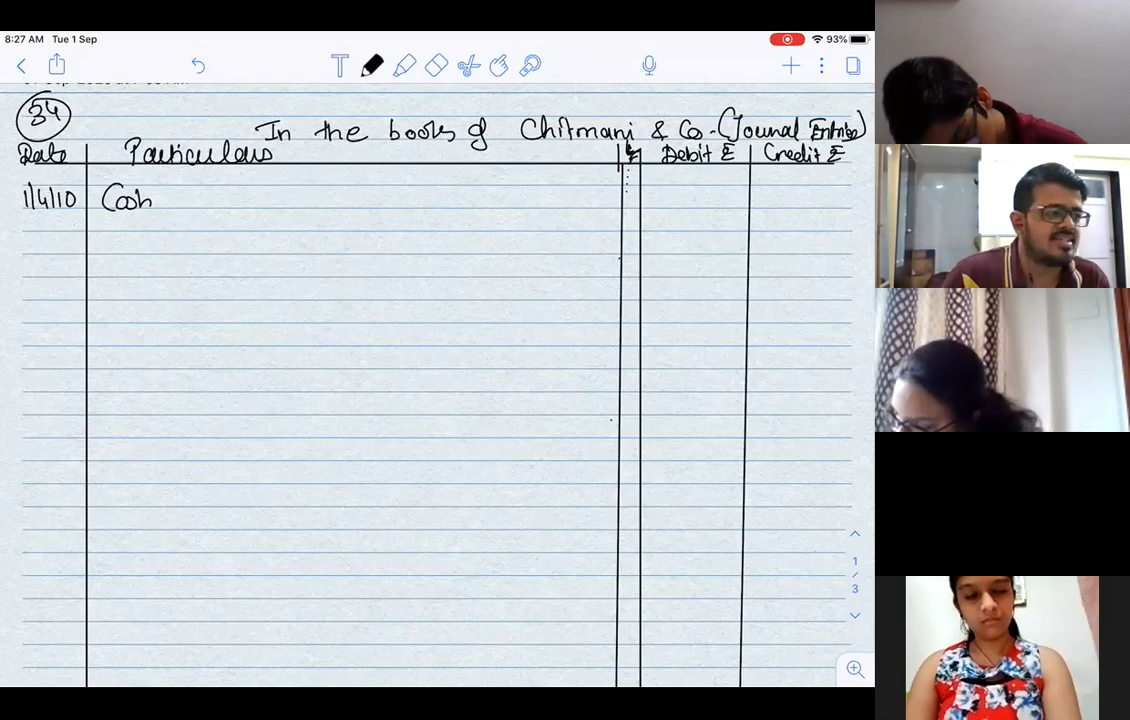 8:27 AM Tue 1 Sep
93%
34
In the books of Chitmani & Co. (Journal Entries)
Date Particulars Debit ₹ Credit ₹
1/4/10 Cash
1
/
3